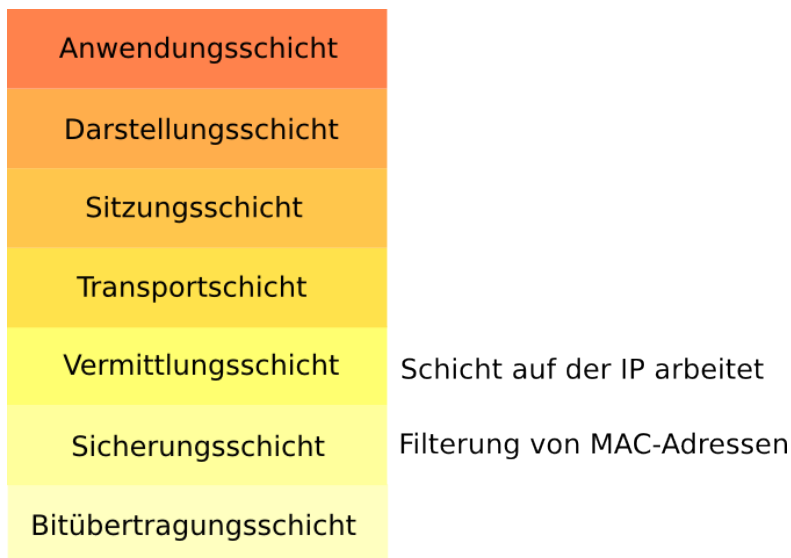 Anwendungsschicht
Darstellungsschicht
Sitzungsschicht
Transportschicht
Vermittlungsschicht Schicht auf der IP arbeitet
Sicherungsschicht Filterung von MAC-Adressen
Bitübertragungsschicht